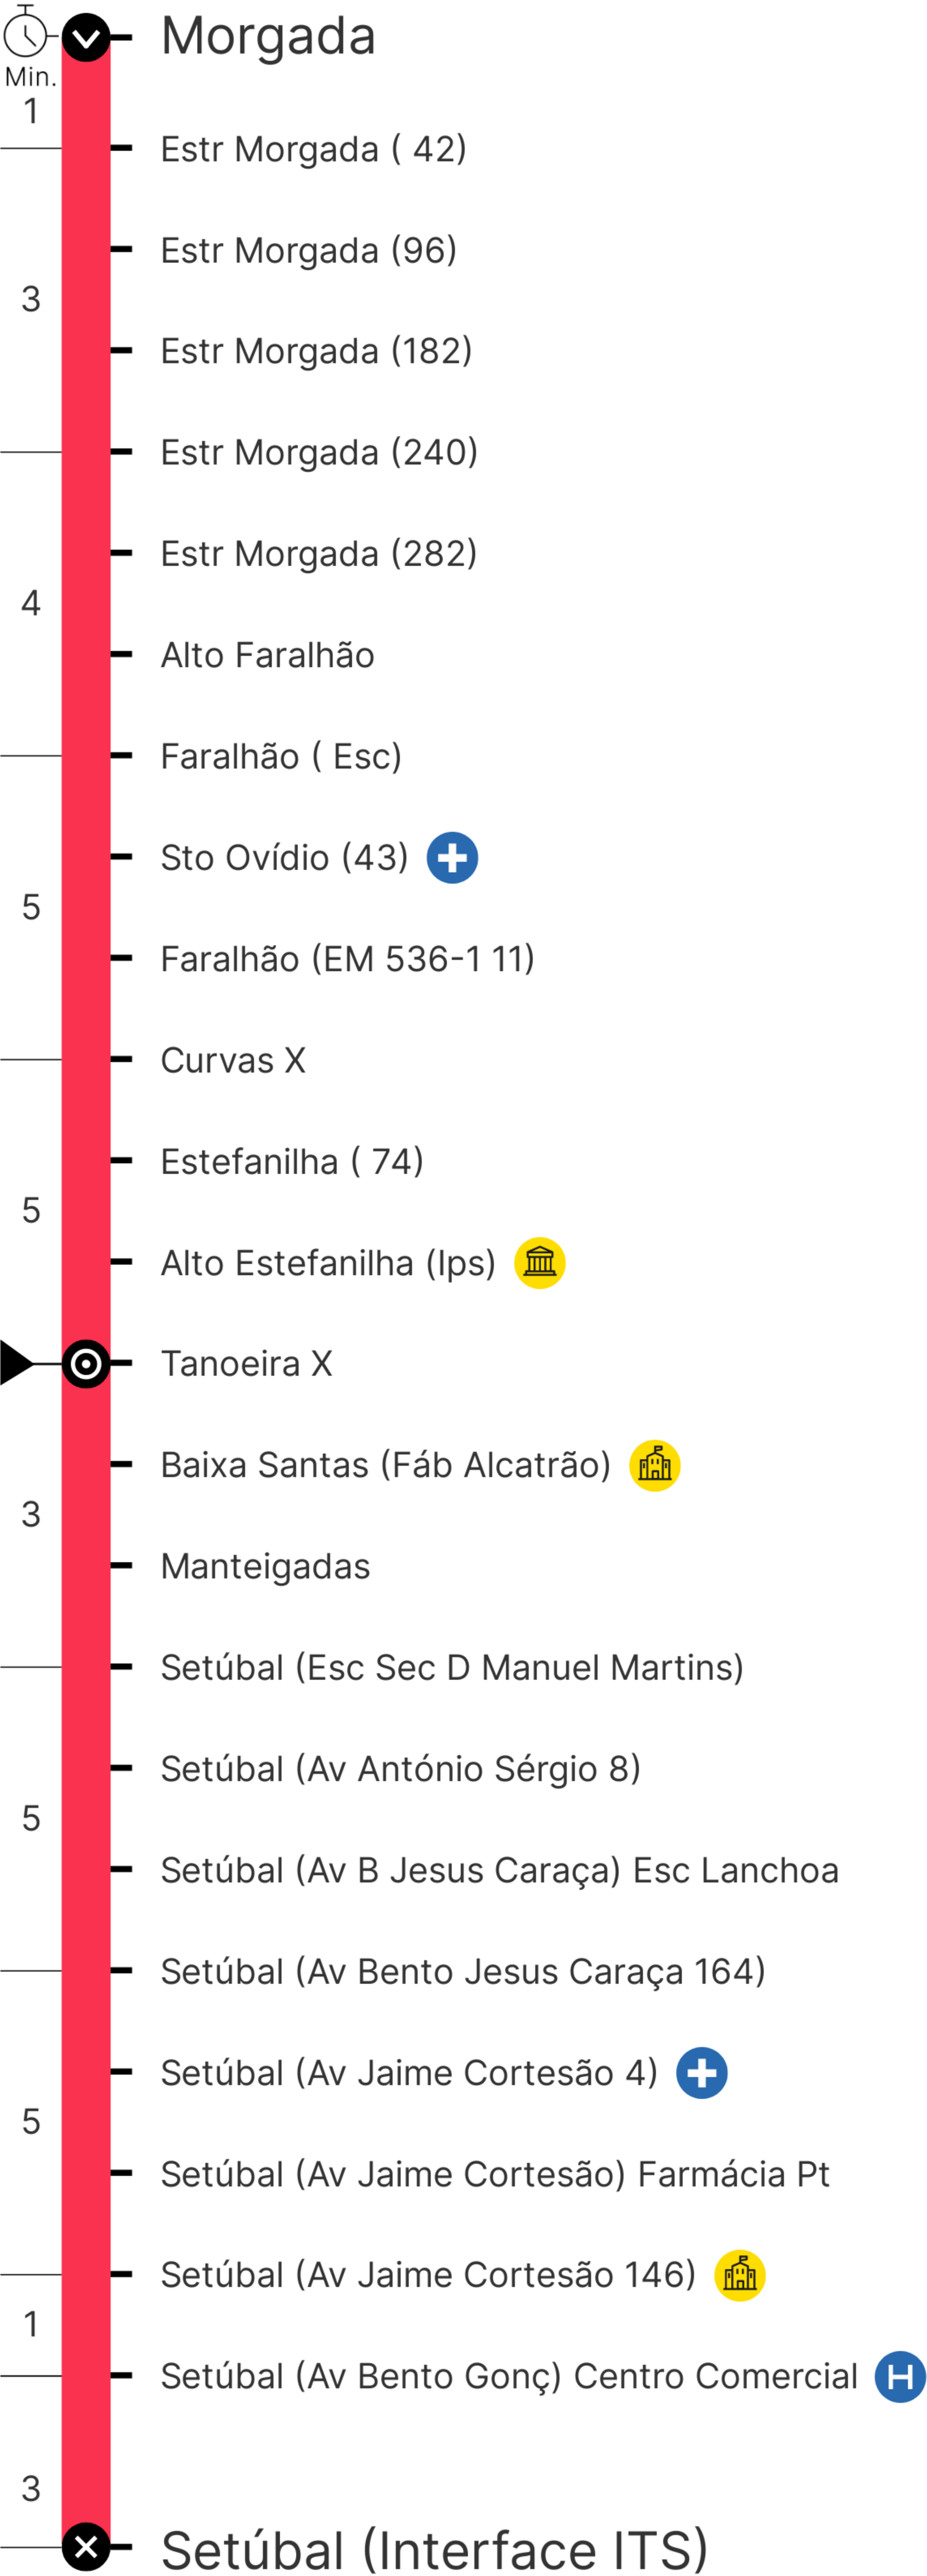 Morgada
Min.
1
Estr Morgada ( 42)
Estr Morgada (96)
3
Estr Morgada (182)
Estr Morgada (240)
Estr Morgada (282)
4
Alto Faralhão
Faralhão ( Esc)
Sto Ovídio (43)
5
Faralhão (EM 536-1 11)
Curvas X
Estefanilha ( 74)
5
Alto Estefanilha (Ips)
Tanoeira X
Baixa Santas (Fáb Alcatrão)
3
Manteigadas
Setúbal (Esc Sec D Manuel Martins)
Setúbal (Av António Sérgio 8)
5
Setúbal (Av B Jesus Caraça) Esc Lanchoa
Setúbal (Av Bento Jesus Caraça 164)
Setúbal (Av Jaime Cortesão 4)
5
Setúbal (Av Jaime Cortesão) Farmácia Pt
Setúbal (Av Jaime Cortesão 146)
1
Setúbal (Av Bento Gonç) Centro Comercial H
3
Setúbal (Interface ITS)